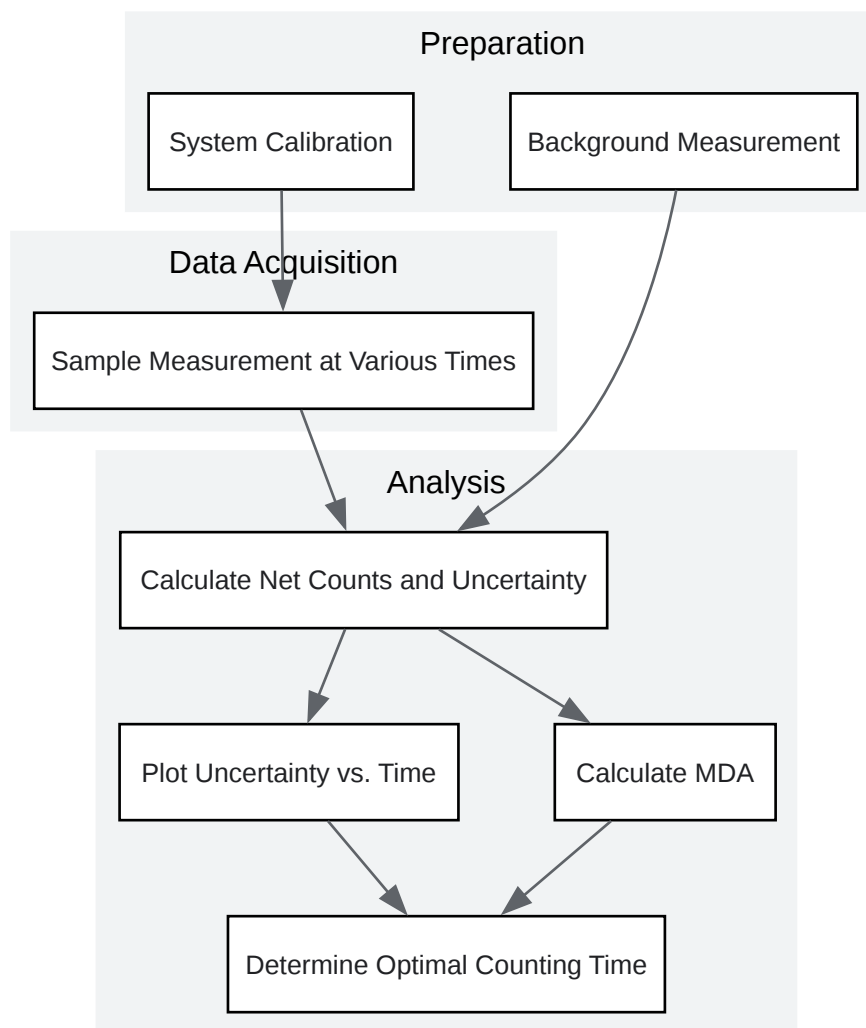 Preparation
System Calibration
Background Measurement
Data Acquisition
Sample Measurement at Various Times
Analysis
Calculate Net Counts and Uncertainty
Plot Uncertainty vs. Time
Calculate MDA
Determine Optimal Counting Time